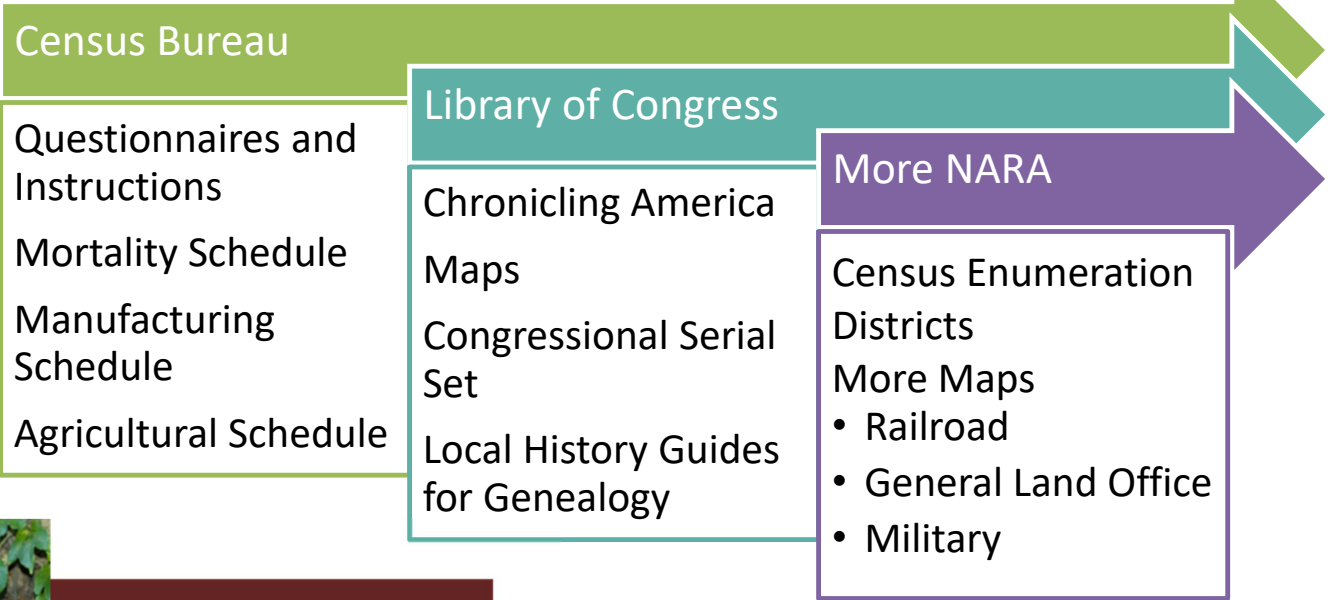 Census Bureau
Questionnaires and
Instructions
Mortality Schedule
Manufacturing
Schedule
Agricultural Schedule
Library of Congress
Chronicling America
Maps
Congressional Serial
Set
Local History Guides
for Genealogy
More NARA
Census Enumeration
Districts
More Maps
• Railroad
• General Land Office
• Military